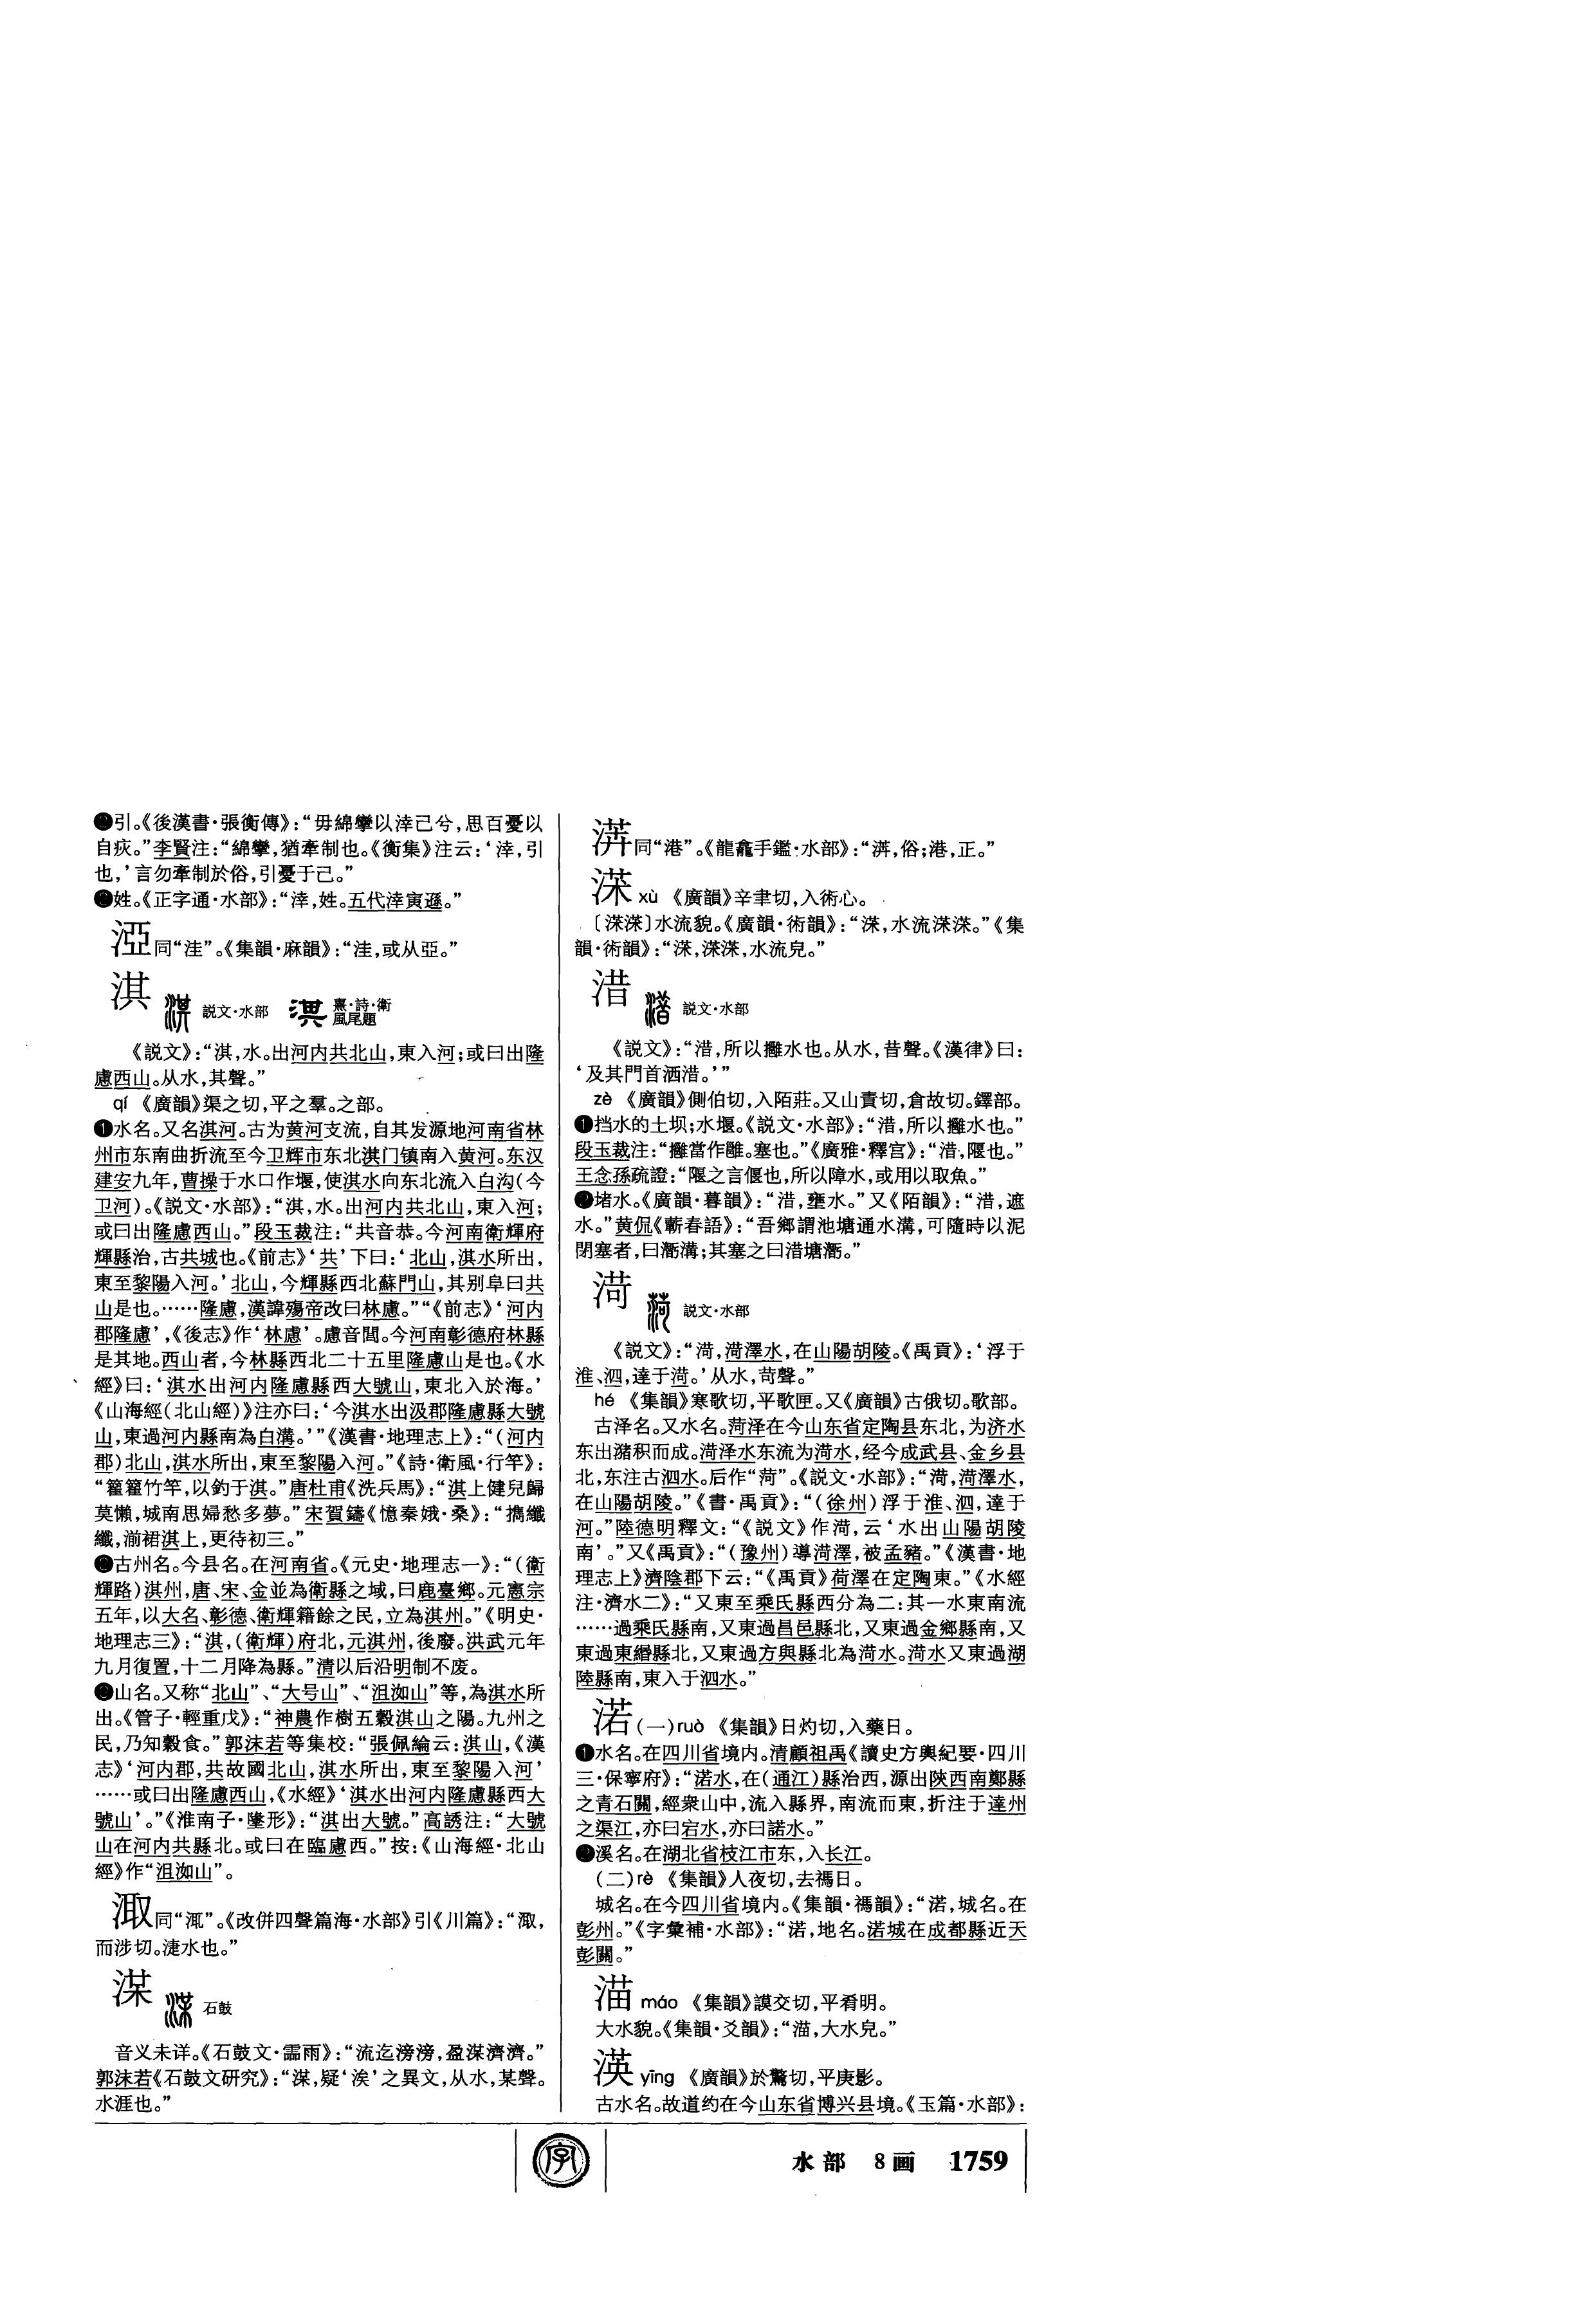 ❷引。《後漢書·張衡傳》：“毋綿攣以涬己兮，思百憂以
自疢。”李賢注：“綿攣，猶牽制也。《衡集》注云：‘涬，引
也，’言勿牽制於俗，引憂于己。”
❸姓。《正字通·水部》：“涬，姓。五代涬寅遜。”
浧同“洼”。《集韻·麻韻》：“洼，或从亞。”
淇 説文·水部 熹·詩·衛風尾題
《説文》：“淇，水。出河内共北山，東入河；或曰出隆
慮西山。从水，其聲。”
qí 《廣韻》渠之切，平之羣。之部。
❶水名。又名淇河。古为黄河支流，自其发源地河南省林
州市东南曲折流至今卫辉市东北淇门镇南入黄河。东汉
建安九年，曹操于水口作堰，使淇水向东北流入白沟（今
卫河）。《説文·水部》：“淇，水。出河内共北山，東入河；
或曰出隆慮西山。”段玉裁注：“共音恭。今河南衛輝府
輝縣治，古共城也。《前志》‘共’下曰：‘北山，淇水所出，
東至黎陽入河。’北山，今輝縣西北蘇門山，其别阜曰共
山是也。……隆慮，漢諱殤帝改曰林慮。”“《前志》‘河内
郡隆慮’，《後志》作‘林慮’。慮音閭。今河南彰德府林縣
是其地。西山者，今林縣西北二十五里隆慮山是也。《水
經》曰：‘淇水出河内隆慮縣西大號山，東北入於海。’
《山海經（北山經）》注亦曰：‘今淇水出汲郡隆慮縣大號
山，東過河内縣南為白溝。’”《漢書·地理志上》：“（河内
郡）北山，淇水所出，東至黎陽入河。”《詩·衛風·竹竿》：
“籊籊竹竿，以釣于淇。”唐杜甫《洗兵馬》：“淇上健兒歸
莫懶，城南思婦愁多夢。”宋賀鑄《憶秦娥·桑》：“擕纖
纖，湔裙淇上，更待初三。”
❷古州名。今县名。在河南省。《元史·地理志一》：“（衛
輝路）淇州，唐、宋、金並為衛縣之域，曰鹿臺鄉。元憲宗
五年，以大名、彰德、衛輝籍餘之民，立為淇州。”《明史·
地理志三》：“淇，（衛輝）府北，元淇州，後廢。洪武元年
九月復置，十二月降為縣。”清以后沿明制不废。
❸山名。又称“北山”、“大号山”、“沮洳山”等，為淇水所
出。《管子·輕重戊》：“神農作樹五穀淇山之陽。九州之
民，乃知穀食。”郭沫若等集校：“張佩綸云：淇山，《漢
志》‘河内郡，共故國北山，淇水所出，東至黎陽入河’
……或曰出隆慮西山，《水經》‘淇水出河内隆慮縣西大
號山’。”《淮南子·墬形》：“淇出大號。”高誘注：“大號
山在河内共縣北。或曰在臨慮西。”按：《山海經·北山
經》作“沮洳山”。
㴍同“㴍”。《改併四聲篇海·水部》引《川篇》：“㴍，
而涉切。淁水也。”
渫 石鼓
音义未详。《石鼓文·霝雨》：“流迄滂滂，盈渫濟濟。”
郭沫若《石鼓文研究》：“渫，疑‘涘’之異文，从水，某聲。
水涯也。”
洴同“港”。《龍龕手鑑·水部》：“洴，俗；港，正。”
xù 《廣韻》辛聿切，入術心。
水流貌。
韻·術韻》：
㳻 説文·水部
《説文》：“㳻，所以攤水也。从水，昔聲。《漢律》曰：
‘及其門首洒㳻。’”
zè 《廣韻》側伯切，入陌莊。又山責切，倉故切。鐸部。
❶挡水的土坝；水堰。《説文·水部》：“㳻，所以攤水也。”
段玉裁注：“攤當作䧹。塞也。”《廣雅·釋宫》：“㳻，隁也。”
王念孫疏證：“隁之言偃也，所以障水，或用以取魚。”
❷堵水。《廣韻·暮韻》：“㳻，壅水。”又《陌韻》：“㳻，遮
水。”黄侃《蘄春語》：“吾鄉謂池塘通水溝，可隨時以泥
閉塞者，曰㵝溝；其塞之曰㳻塘㵝。”
渮 説文·水部
《説文》：“渮，渮澤水，在山陽胡陵。《禹貢》：‘浮于
淮、泗，達于渮。’从水，苛聲。”
hé 《集韻》寒歌切，平歌匣。又《廣韻》古俄切。歌部。
古泽名。又水名。菏泽在今山东省定陶县东北，为济水
东出潴积而成。菏泽水东流为菏水，经今成武县、金乡县
北，东注古泗水。后作“菏”。《説文·水部》：“渮，渮澤水，
在山陽胡陵。”《書·禹貢》：“（徐州）浮于淮、泗，達于
河。”陸德明釋文：“《説文》作渮，云‘水出山陽胡陵
南’。”又《禹貢》：“（豫州）導渮澤，被孟豬。”《漢書·地
理志上》濟陰郡下云：“《禹貢》荷澤在定陶東。”《水經
注·濟水二》：“又東至乘氏縣西分為二：其一水東南流
……過乘氏縣南，又東過昌邑縣北，又東過金鄉縣南，又
東過東緡縣北，又東過方與縣北為渮水。渮水又東過湖
陸縣南，東入于泗水。”
渃（一）ruò 《集韻》日灼切，入藥日。
❶水名。在四川省境内。清顧祖禹《讀史方輿紀要·四川
三·保寧府》：“渃水，在（通江）縣治西，源出陝西南鄭縣
之青石關，經衆山中，流入縣界，南流而東，折注于達州
之渠江，亦曰宕水，亦曰諾水。”
❷溪名。在湖北省枝江市东，入长江。
（二）rè 《集韻》人夜切，去禡日。
城名。在今四川省境内。《集韻·禡韻》：“渃，城名。在
彭州。”《字彙補·水部》：“渃，地名。渃城在成都縣近天
彭關。”
渵 máo 《集韻》謨交切，平肴明。
大水貌。《集韻·爻韻》：“渵，大水皃。”
渶 yīng 《廣韻》於驚切，平庚影。
古水名。故道约在今山东省博兴县境。《玉篇·水部》：
字
水部 8画 1759